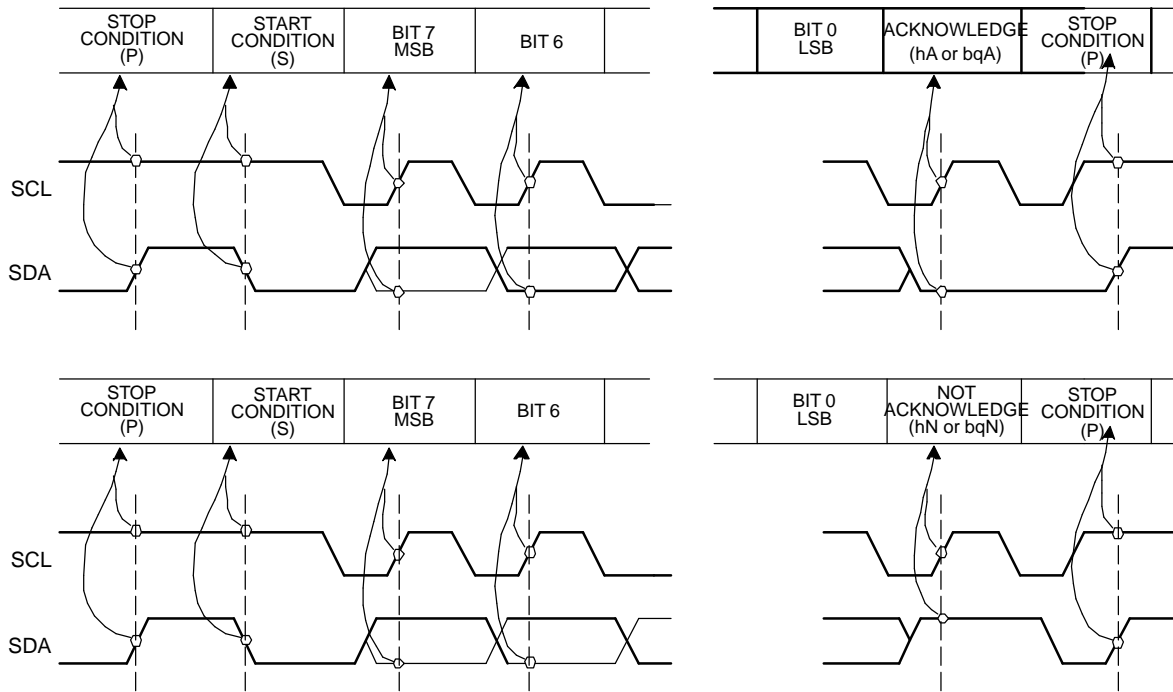 STOP
CONDITION
(P)
START
CONDITION
(S)
BIT 7
MSB
BIT 6
BIT 0
LSB
ACKNOWLEDGE
(hA or bqA)
STOP
CONDITION
(P)
SCL
SDA
STOP
CONDITION
(P)
START
CONDITION
(S)
BIT 7
MSB
BIT 6
BIT 0
LSB
NOT
ACKNOWLEDGE
(hN or bqN)
STOP
CONDITION
(P)
SCL
SDA